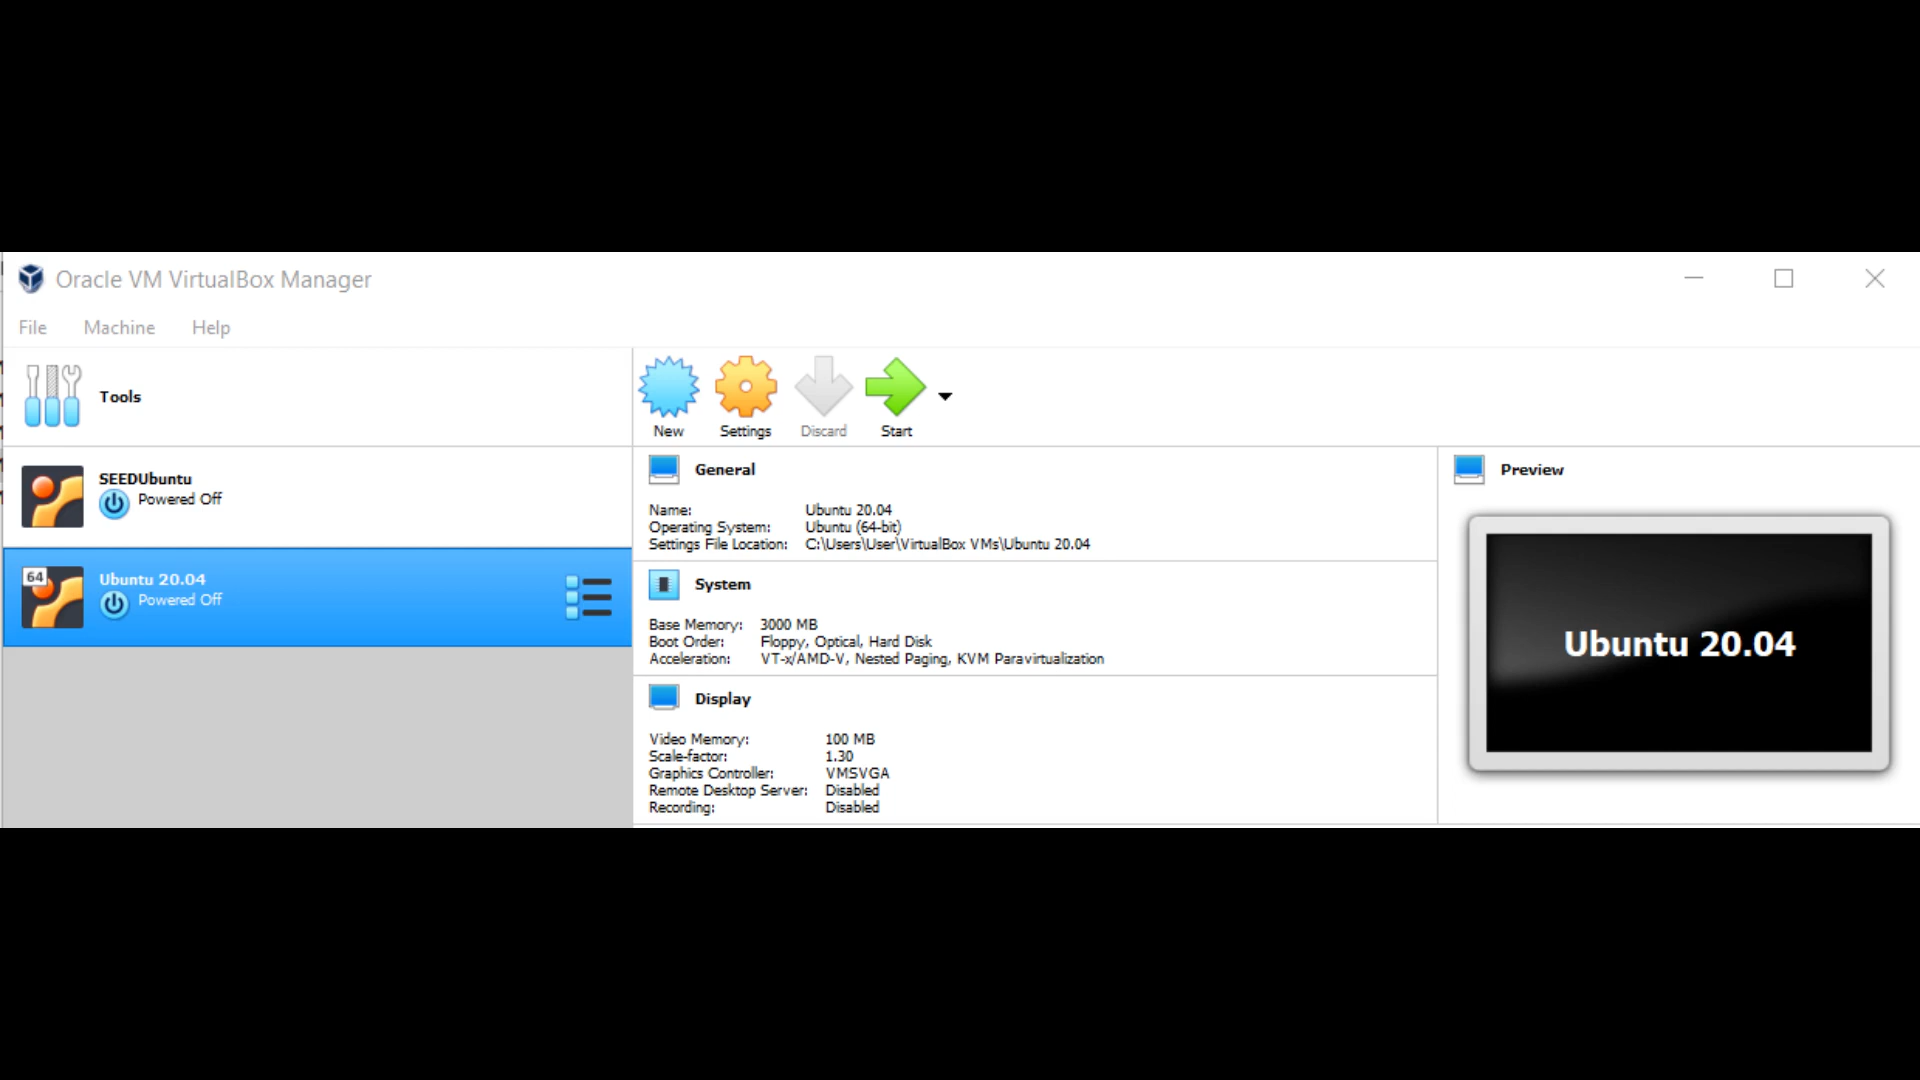 Oracle VM VirtualBox Manager
File Machine Help
Tools
New Settings Discard Start
SEEDUbuntu
Powered Off
64
Ubuntu 20.04
Powered Off
General
Name: Ubuntu 20.04
Operating System: Ubuntu (64-bit)
Settings File Location: C:\Users\User\VirtualBox VMs\Ubuntu 20.04
System
Base Memory: 3000 MB
Boot Order: Floppy, Optical, Hard Disk
Acceleration: VT-x/AMD-V, Nested Paging, KVM Paravirtualization
Display
Video Memory: 100 MB
Scale-factor: 1.30
Graphics Controller: VMSVGA
Remote Desktop Server: Disabled
Recording: Disabled
Preview
Ubuntu 20.04